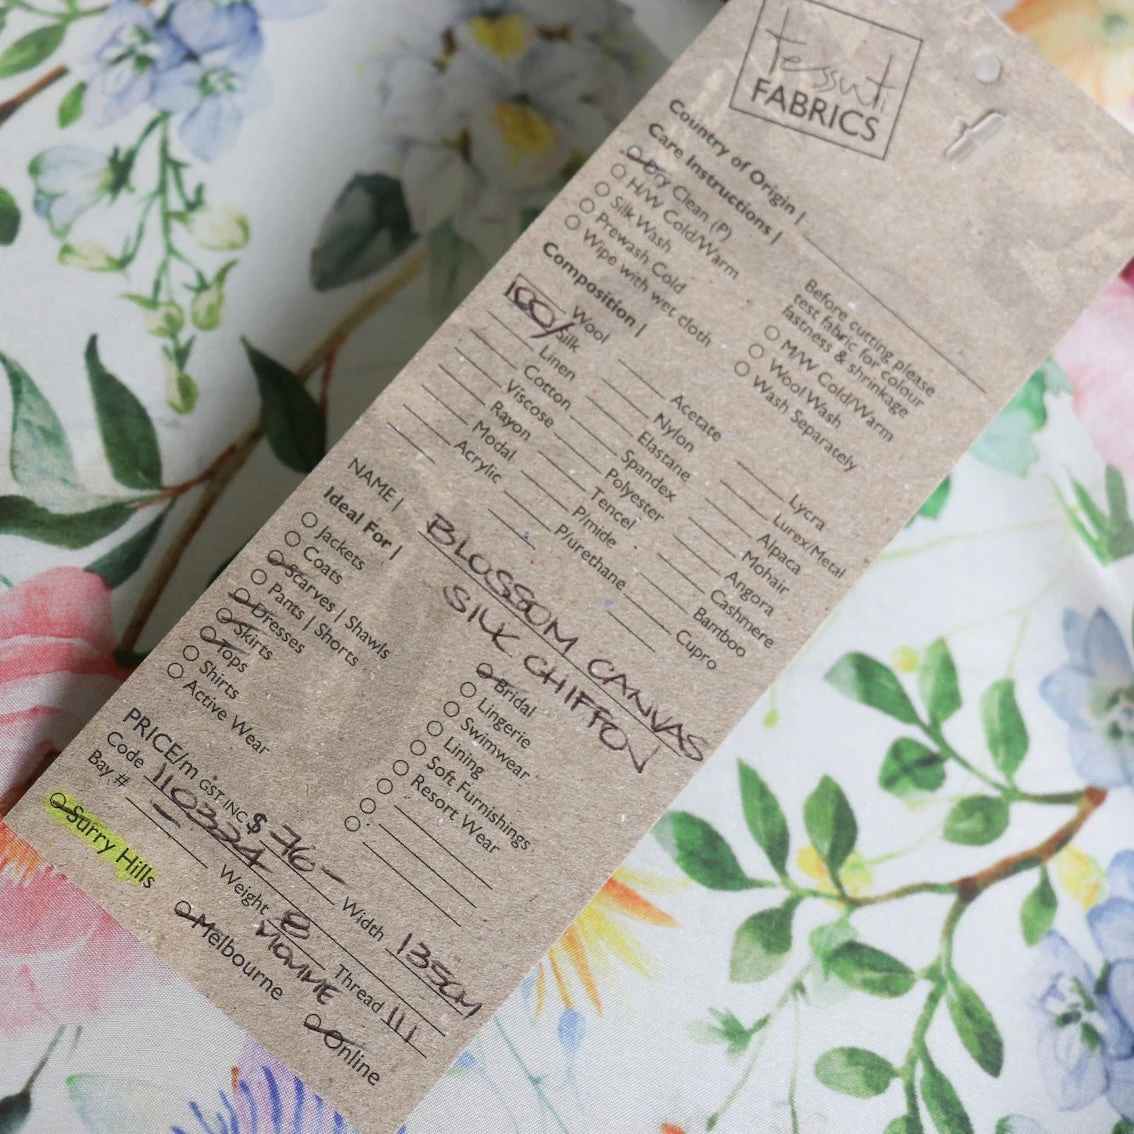 tessuti
FABRICS
Country of Origin |
Care Instructions |
Dry Clean (P)
H/W Cold/Warm
Silk Wash
Prewash Cold
Wipe with wet cloth
Before cutting please
test fabric for colour
fastness & shrinkage
M/W Cold/Warm
Wool/Wash
Wash Separately
Composition |
Wool
100/ Silk
Linen
Cotton
Viscose
Rayon
Modal
Acrylic
Acetate
Nylon
Elastane
Spandex
Polyester
Tencel
P/mide
P/urethane
Lycra
Lurex/Metal
Alpaca
Mohair
Angora
Cashmere
Bamboo
Cupro
NAME | BLOSSOM CANVAS
SILK CHIFFON
Ideal For |
Jackets
Coats
Scarves | Shawls
Pants | Shorts
Dresses
Skirts
Tops
Shirts
Active Wear
Bridal
Lingerie
Swimwear
Lining
Soft Furnishings
Resort Wear
PRICE/m GST INC $ 76- Width 135CM
Code 110324 Weight 8 MOMME Thread 111
Bay #
Surry Hills
Melbourne
Online